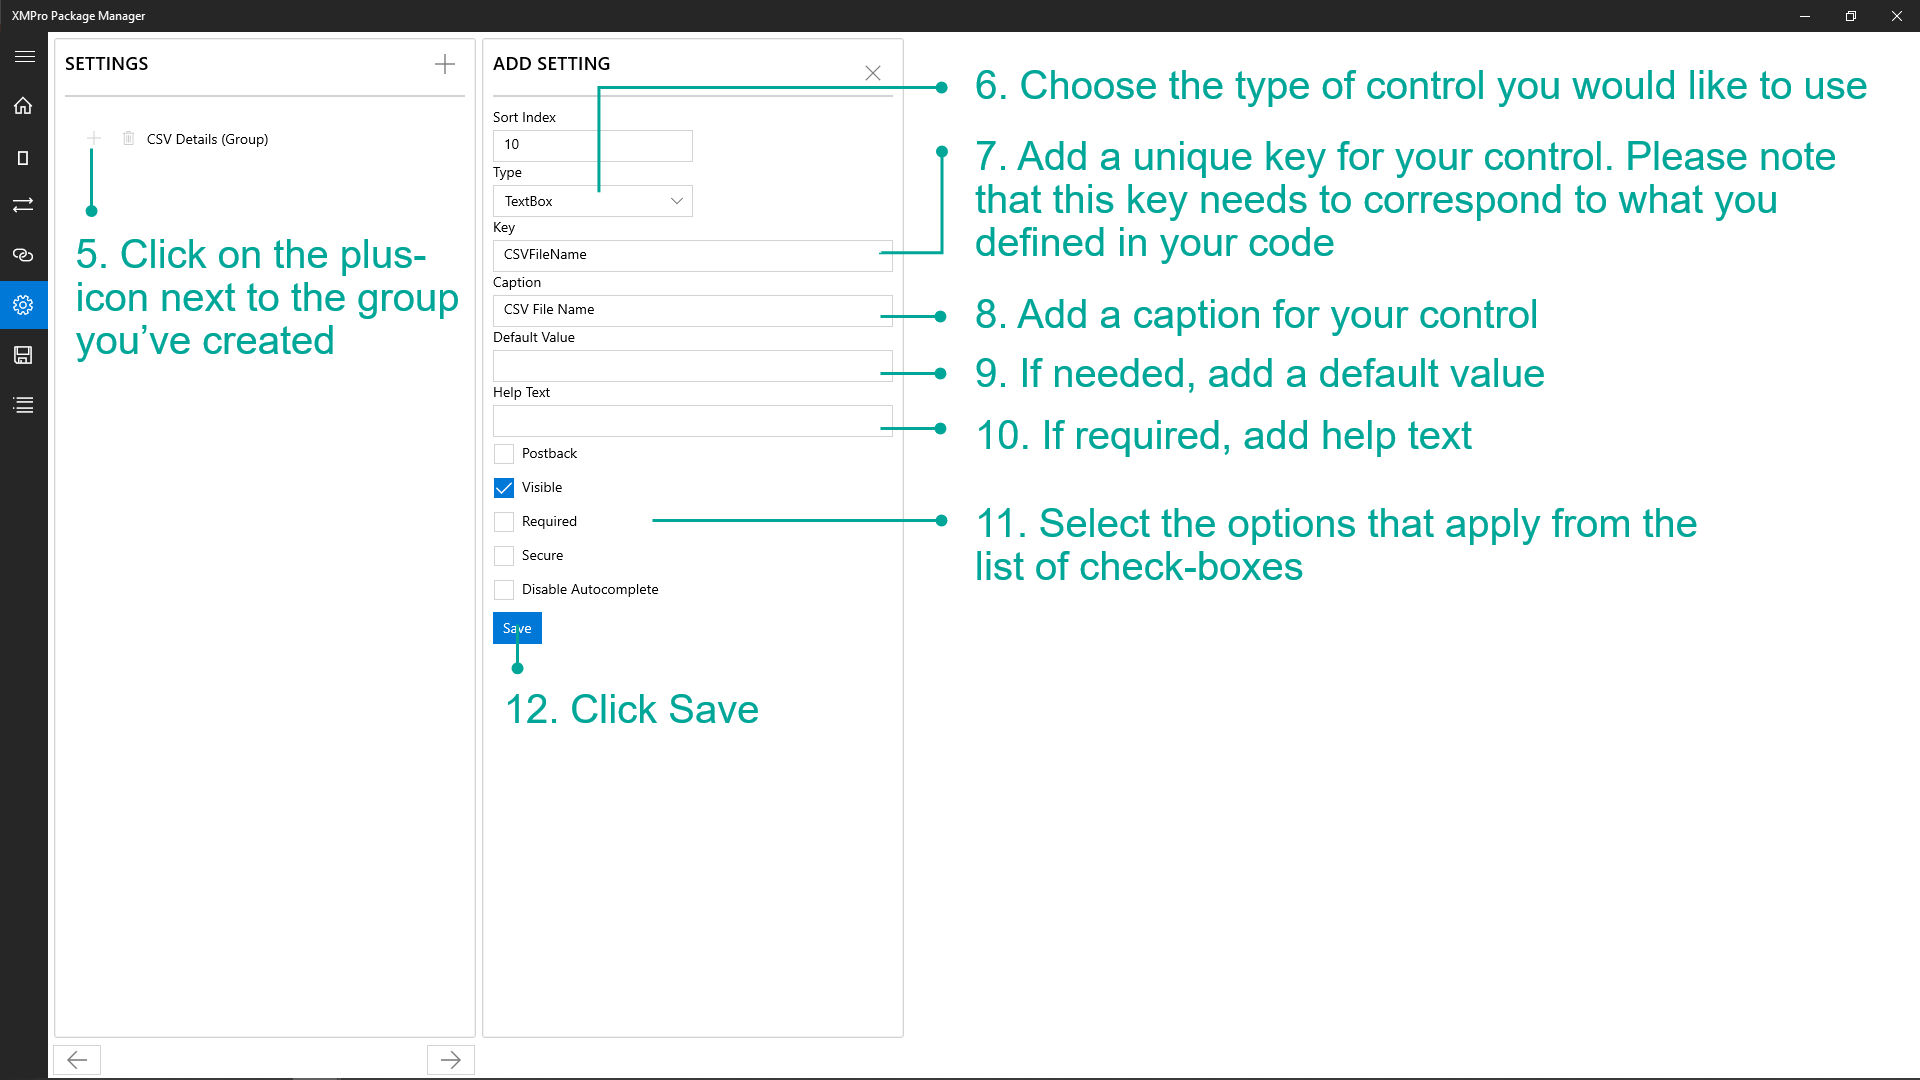 XMPro Package Manager
SETTINGS
CSV Details (Group)
5. Click on the plus-
icon next to the group
you’ve created
ADD SETTING
Sort Index
10
Type
TextBox
Key
CSVFileName
Caption
CSV File Name
Default Value
Help Text
Postback
Visible
Required
Secure
Disable Autocomplete
Save
12. Click Save
6. Choose the type of control you would like to use
7. Add a unique key for your control. Please note
that this key needs to correspond to what you
defined in your code
8. Add a caption for your control
9. If needed, add a default value
10. If required, add help text
11. Select the options that apply from the
list of check-boxes